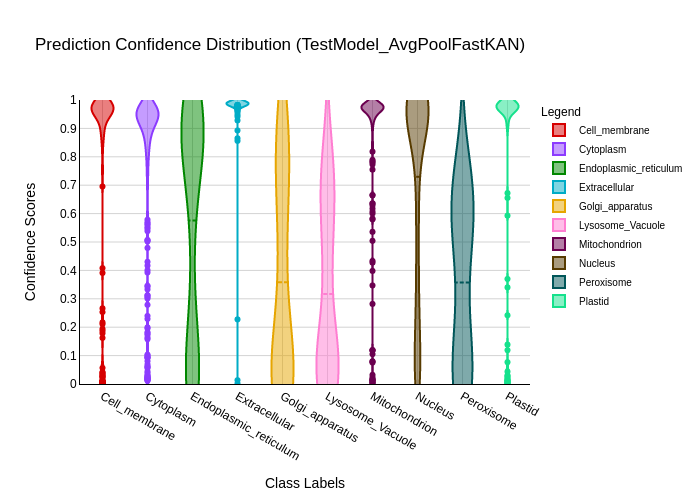 Prediction Confidence Distribution (TestModel_AvgPoolFastKAN)
1
0.9
0.8
0.7
0.6
0.5
0.4
0.3
0.2
0.1
0
Confidence Scores
Cell_membrane
Cytoplasm
Endoplasmic_reticulum
Extracellular
Golgi_apparatus
Lysosome_Vacuole
Mitochondrion
Nucleus
Peroxisome
Plastid
Class Labels
Legend
Cell_membrane
Cytoplasm
Endoplasmic_reticulum
Extracellular
Golgi_apparatus
Lysosome_Vacuole
Mitochondrion
Nucleus
Peroxisome
Plastid